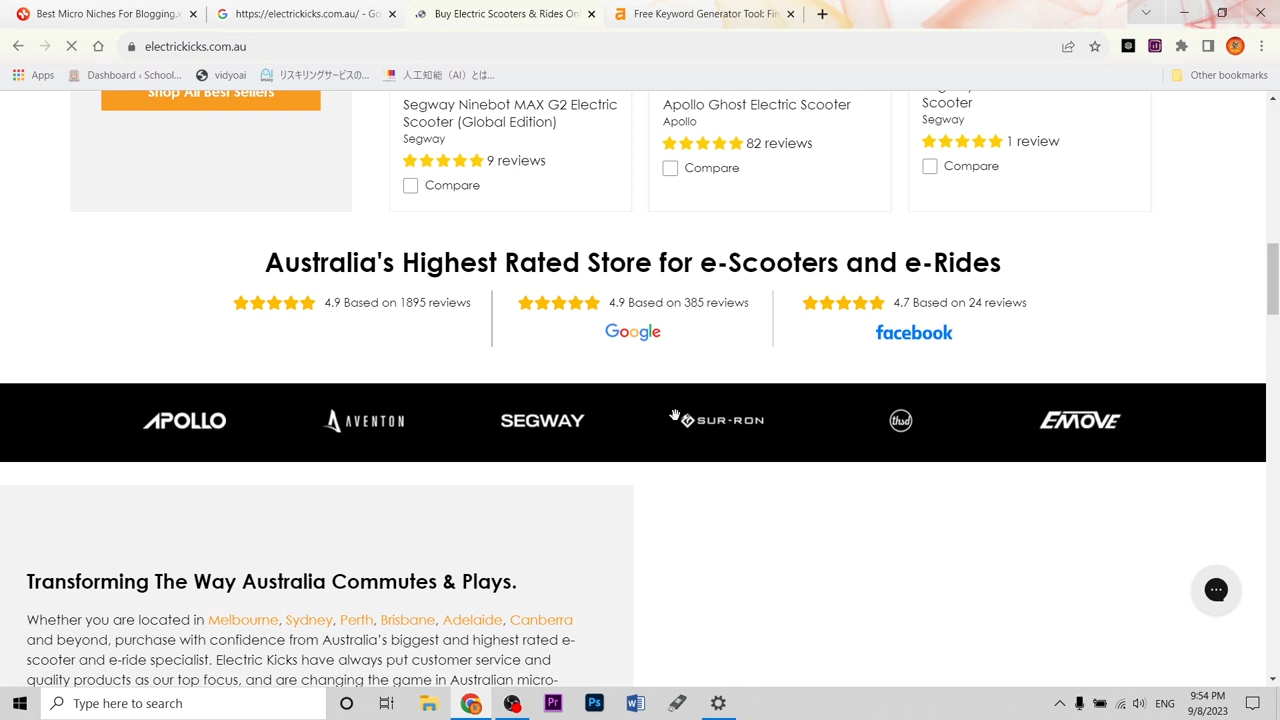 Best Micro Niches For Blogging.
https://electrickicks.com.au/ - Go
Buy Electric Scooters & Rides Onl
Free Keyword Generator Tool: Fin
electrickicks.com.au
Apps
Dashboard ‹ School...
vidyoai
リスキリングサービスの...
人工知能（AI）とは...
Other bookmarks
Shop All Best Sellers
Segway Ninebot MAX G2 Electric
Scooter (Global Edition)
Segway
9 reviews
Compare
Apollo Ghost Electric Scooter
Apollo
82 reviews
Compare
Scooter
Segway
1 review
Compare
Australia's Highest Rated Store for e-Scooters and e-Rides
4.9 Based on 1895 reviews
4.9 Based on 385 reviews
Google
4.7 Based on 24 reviews
facebook
APOLLO
AVENTON
SEGWAY
SUR-RON
thsd
EMOVE
Transforming The Way Australia Commutes & Plays.
Whether you are located in Melbourne, Sydney, Perth, Brisbane, Adelaide, Canberra
and beyond, purchase with confidence from Australia's biggest and highest rated e-
scooter and e-ride specialist. Electric Kicks have always put customer service and
quality products as our top focus, and are changing the game in Australian micro-
Type here to search
ENG
9:54 PM
9/8/2023